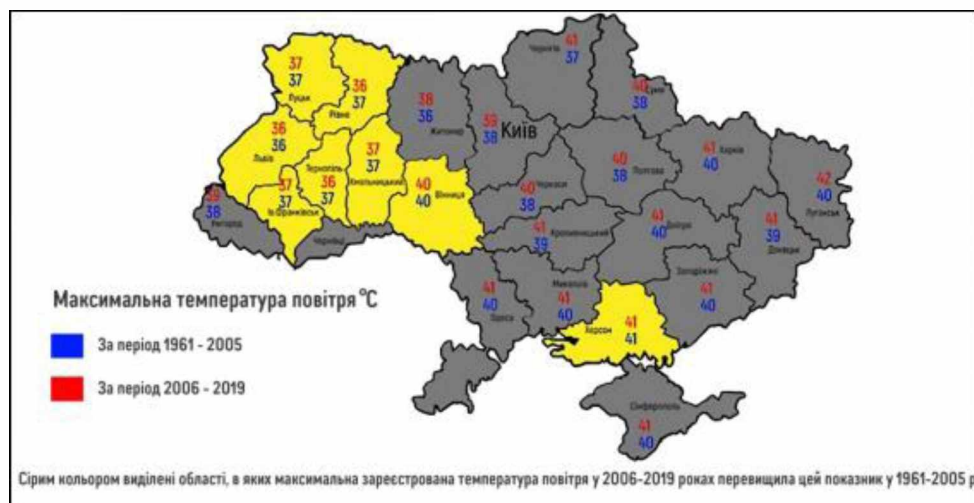 41
37
Чернігів
37
37
Луцьк
36
37
Рівне
38
36
Житомир
39
38
Київ
40
38
Суми
36
36
Львів
37
37
Хмельницький
Тернопіль
36
37
37
37
Ів.Франківськ
40
40
Вінниця
40
38
Черкаси
40
38
Полтава
41
40
Харків
42
40
Луганськ
39
38
Ужгород
Чернівці
41
39
Кропивницький
41
40
Дніпро
41
39
Донецьк
41
40
Одеса
Миколаїв
41
40
Запоріжжя
41
40
Херсон
41
41
Сімферополь
41
40
Максимальна температура повітря °C
За період 1961 - 2005
За період 2006 - 2019
Сірим кольором виділені області, в яких максимальна зареєстрована температура повітря у 2006-2019 роках перевищила цей показник у 1961-2005 р